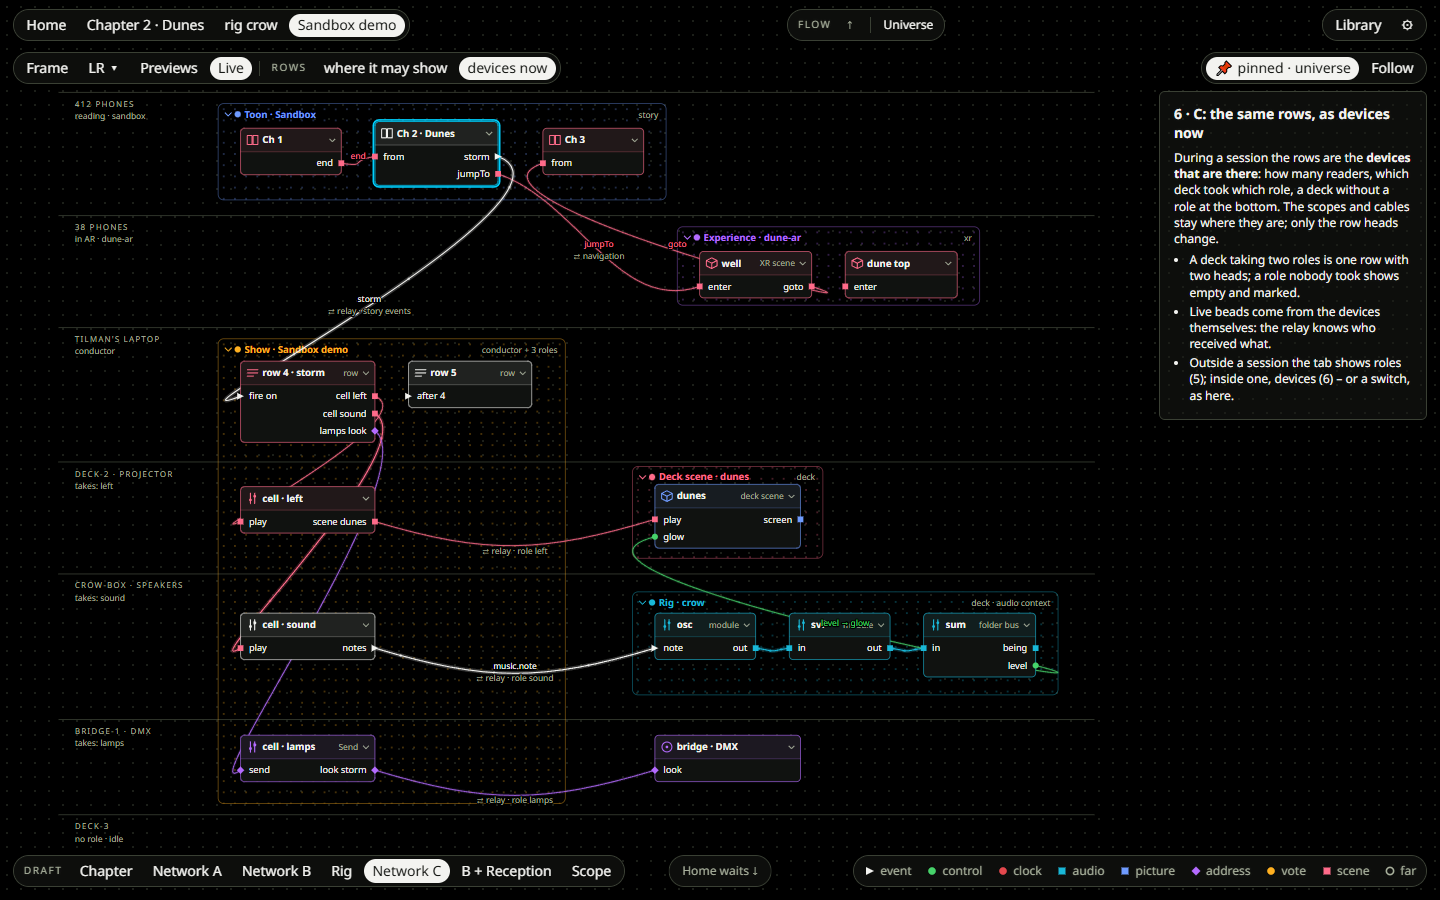 Home Chapter 2 · Dunes rig crow Sandbox demo
FLOW ↑ Universe
Library ⚙
Frame LR ▾ Previews Live ROWS where it may show devices now
📌 pinned · universe Follow
412 PHONES
reading · sandbox
Toon · Sandbox story
Ch 1
end
end
Ch 2 · Dunes
from storm
jumpTo
Ch 3
from
38 PHONES
in AR · dune-ar
jumpTo
⇄ navigation
goto
Experience · dune-ar xr
well XR scene
enter goto
dune top
enter
storm
⇄ relay · story events
TILMAN'S LAPTOP
conductor
Show · Sandbox demo conductor + 3 roles
row 4 · storm row
fire on cell left
cell sound
lamps look
row 5 row
after 4
DECK-2 · PROJECTOR
takes: left
cell · left
play scene dunes
⇄ relay · role left
Deck scene · dunes deck
dunes deck scene
play screen
glow
CROW-BOX · SPEAKERS
takes: sound
cell · sound
play notes
music.note
⇄ relay · role sound
Rig · crow deck · audio context
osc module
note out
level → glow
in out
sum folder bus
in being
level
BRIDGE-1 · DMX
takes: lamps
cell · lamps Send
send look storm
⇄ relay · role lamps
bridge · DMX
look
DECK-3
no role · idle
6 · C: the same rows, as devices
now
During a session the rows are the devices
that are there: how many readers, which
deck took which role, a deck without a
role at the bottom. The scopes and cables
stay where they are; only the row heads
change.
• A deck taking two roles is one row with
two heads; a role nobody took shows
empty and marked.
• Live beads come from the devices
themselves: the relay knows who
received what.
• Outside a session the tab shows roles
(5); inside one, devices (6) – or a switch,
as here.
DRAFT Chapter Network A Network B Rig Network C B + Reception Scope
Home waits ↓
event control clock audio picture address vote scene far